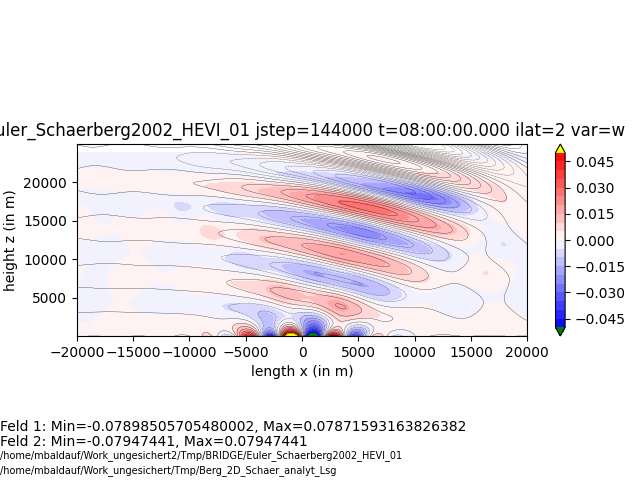 uler_Schaerberg2002_HEVI_01 jstep=144000 t=08:00:00.000 ilat=2 var=w
20000
15000
10000
5000
height z (in m)
−20000 −15000 −10000 −5000 0 5000 10000 15000 20000
length x (in m)
0.045
0.030
0.015
0.000
−0.015
−0.030
−0.045
Feld 1: Min=-0.07898505705480002, Max=0.07871593163826382
Feld 2: Min=-0.07947441, Max=0.07947441
/home/mbaldauf/Work_ungesichert2/Tmp/BRIDGE/Euler_Schaerberg2002_HEVI_01
/home/mbaldauf/Work_ungesichert/Tmp/Berg_2D_Schaer_analyt_Lsg